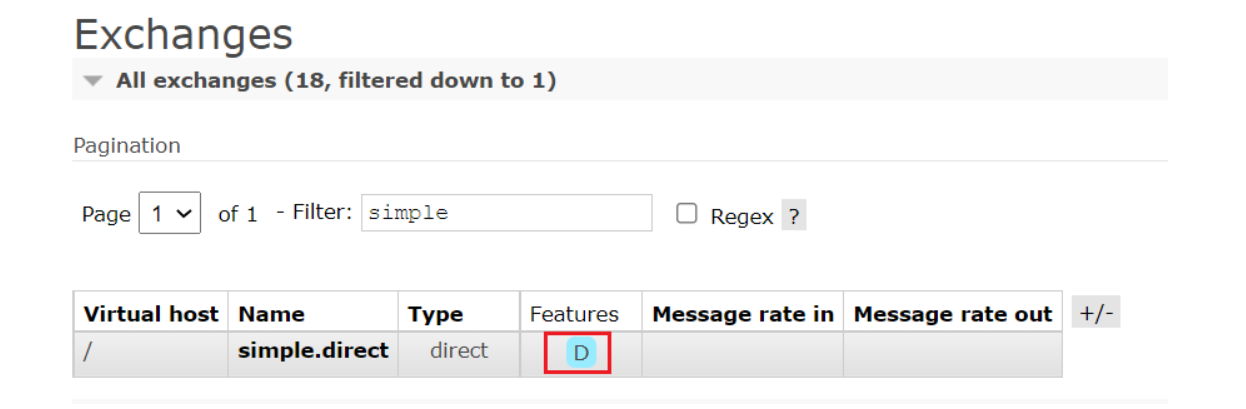 Exchanges
All exchanges (18, filtered down to 1)
Pagination
Page 1 of 1 - Filter: simple Regex ?
Virtual host Name Type Features Message rate in Message rate out +/-
/ simple.direct direct D